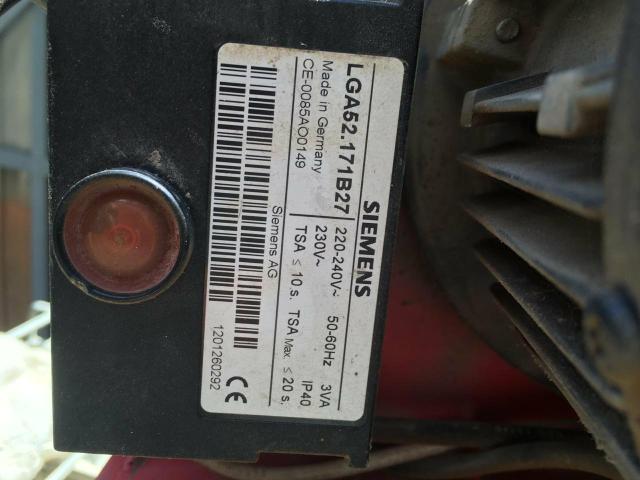 SIEMENS
LGA52.171B27
220-240V~ 50-60Hz 3VA
Made in Germany
230V~ IP40
CE-0085AO0149
TSA ≤ 10 s. TSA Max. ≤ 20 s.
Siemens AG
CE
1201260292